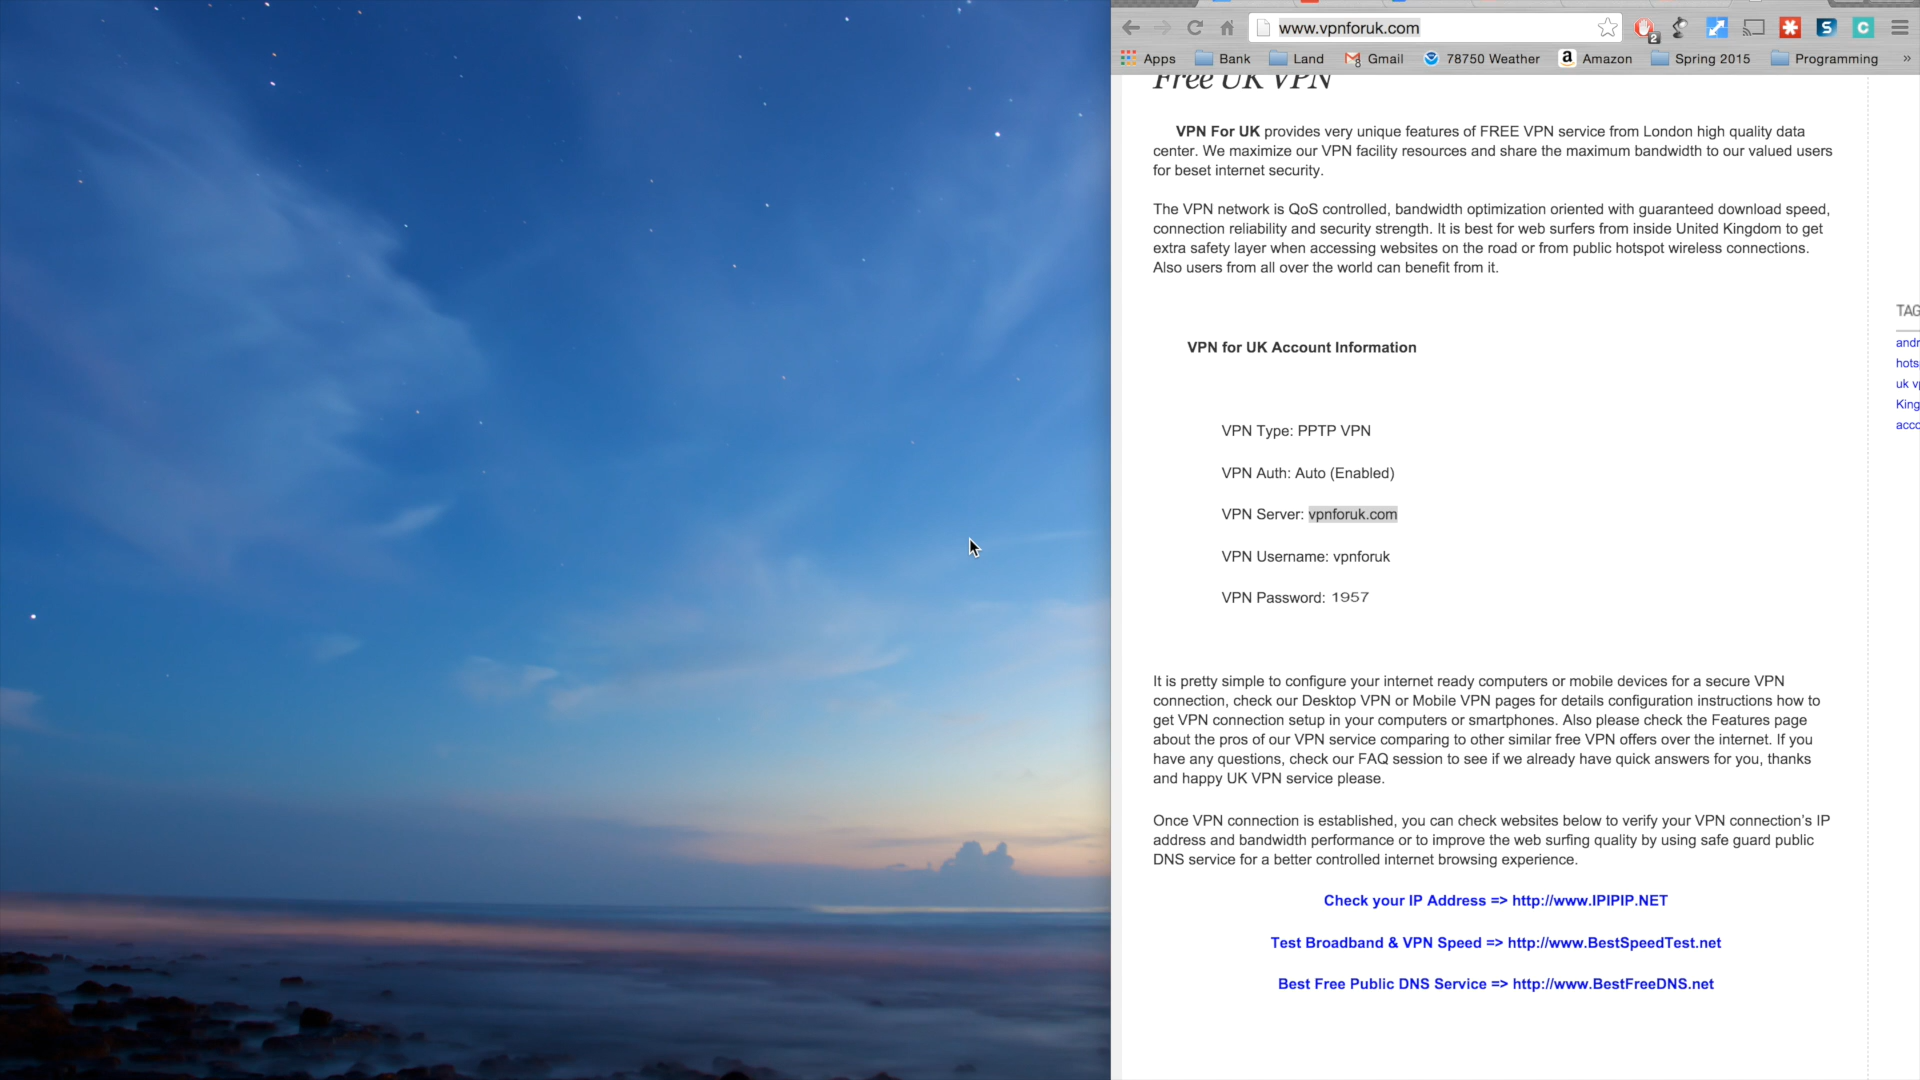 www.vpnforuk.com
2
S
C
Apps Bank Land Gmail 78750 Weather a Amazon Spring 2015 Programming »
Free UK VPN
VPN For UK provides very unique features of FREE VPN service from London high quality data
center. We maximize our VPN facility resources and share the maximum bandwidth to our valued users
for beset internet security.
The VPN network is QoS controlled, bandwidth optimization oriented with guaranteed download speed,
connection reliability and security strength. It is best for web surfers from inside United Kingdom to get
extra safety layer when accessing websites on the road or from public hotspot wireless connections.
Also users from all over the world can benefit from it.
VPN for UK Account Information
VPN Type: PPTP VPN
VPN Auth: Auto (Enabled)
VPN Server: vpnforuk.com
VPN Username: vpnforuk
VPN Password: 1957
It is pretty simple to configure your internet ready computers or mobile devices for a secure VPN
connection, check our Desktop VPN or Mobile VPN pages for details configuration instructions how to
get VPN connection setup in your computers or smartphones. Also please check the Features page
about the pros of our VPN service comparing to other similar free VPN offers over the internet. If you
have any questions, check our FAQ session to see if we already have quick answers for you, thanks
and happy UK VPN service please.
Once VPN connection is established, you can check websites below to verify your VPN connection's IP
address and bandwidth performance or to improve the web surfing quality by using safe guard public
DNS service for a better controlled internet browsing experience.
Check your IP Address => http://www.IPIPIP.NET
Test Broadband & VPN Speed => http://www.BestSpeedTest.net
Best Free Public DNS Service => http://www.BestFreeDNS.net
TAG
andr
hots
uk v
King
acco